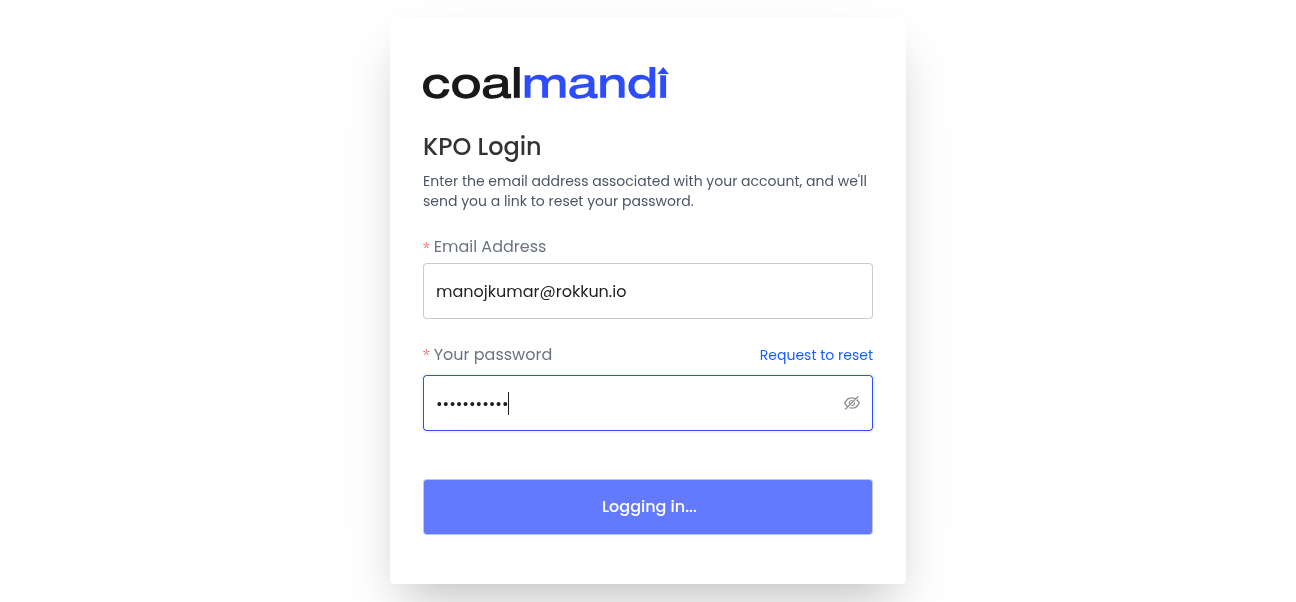 coalmandi
KPO Login
Enter the email address associated with your account, and we'll
send you a link to reset your password.
* Email Address
manojkumar@rokkun.io
* Your password
Request to reset
•••••••••••
Logging in...